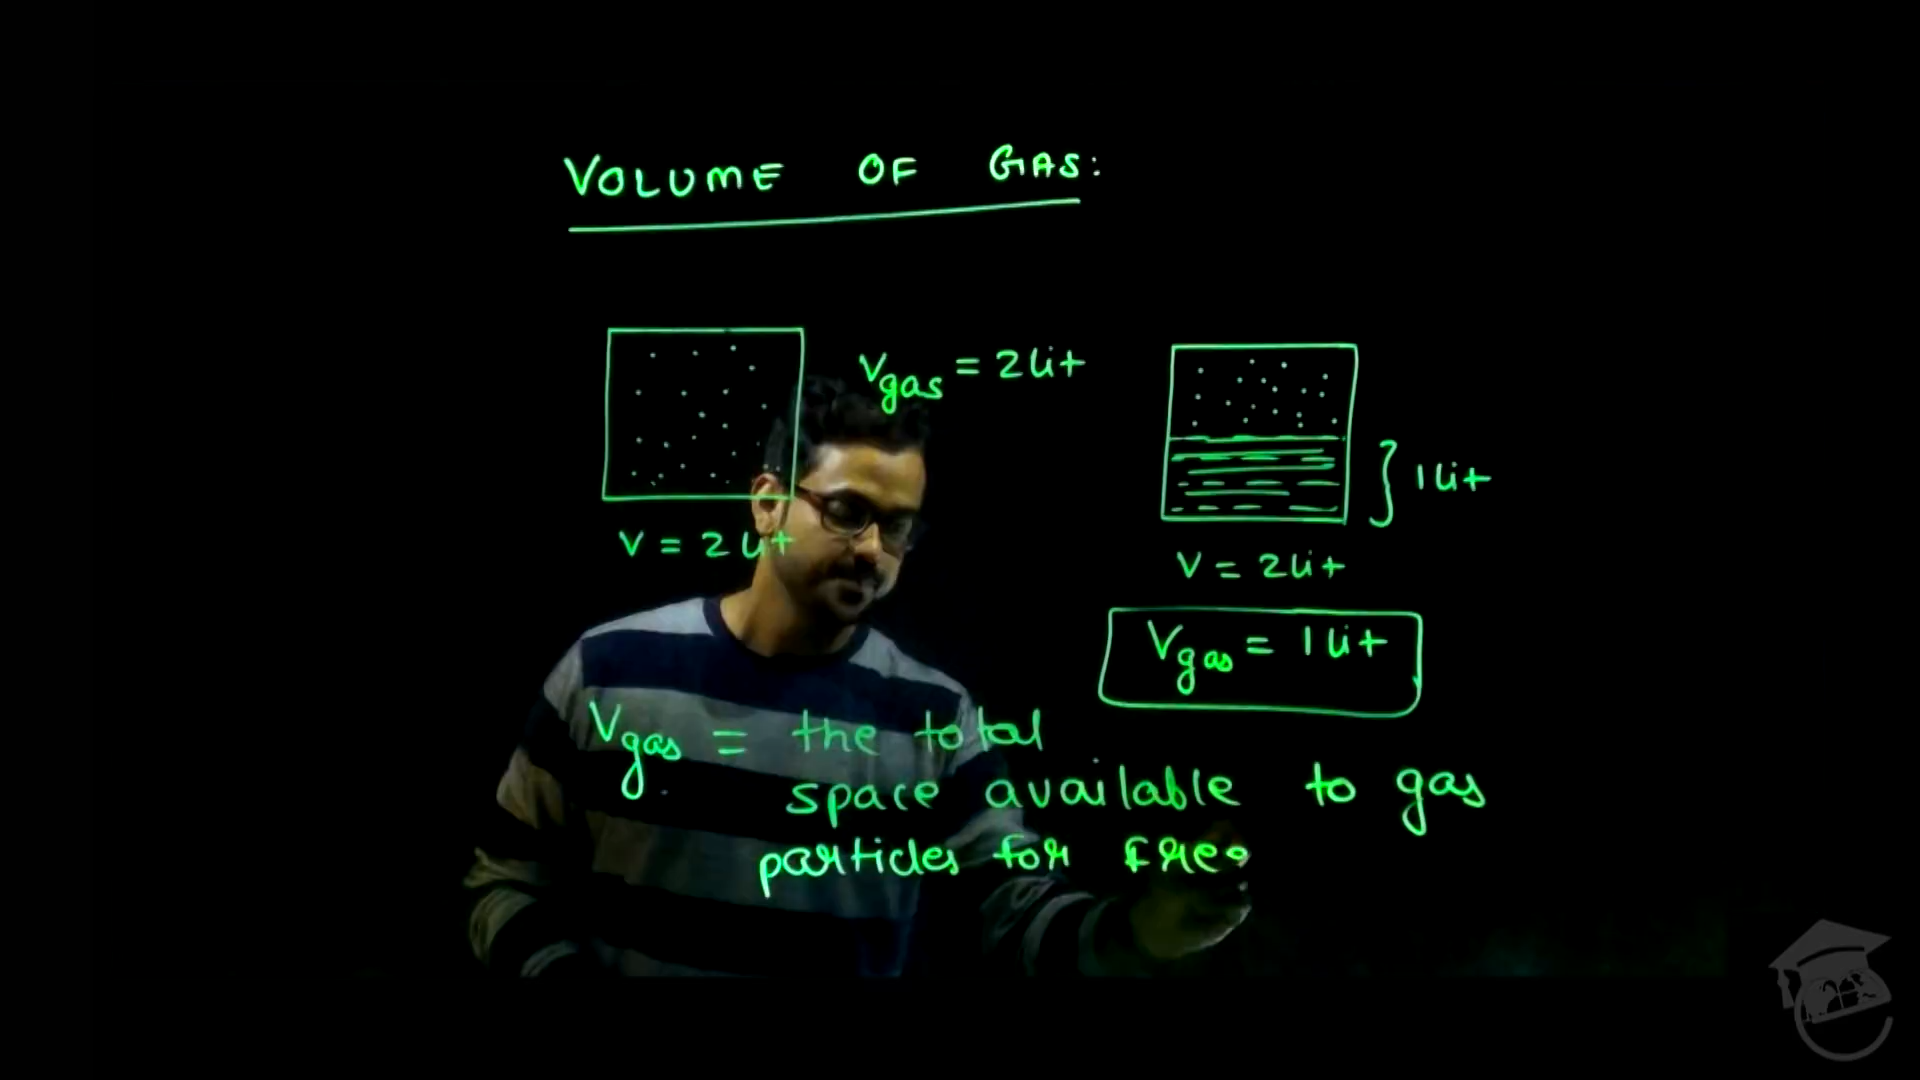 VOLUME OF GAS:
Vgas = 2lit
V = 2lit
} 1lit
V = 2lit
Vgas = 1lit
Vgas = the total
space available to gas
particles for free